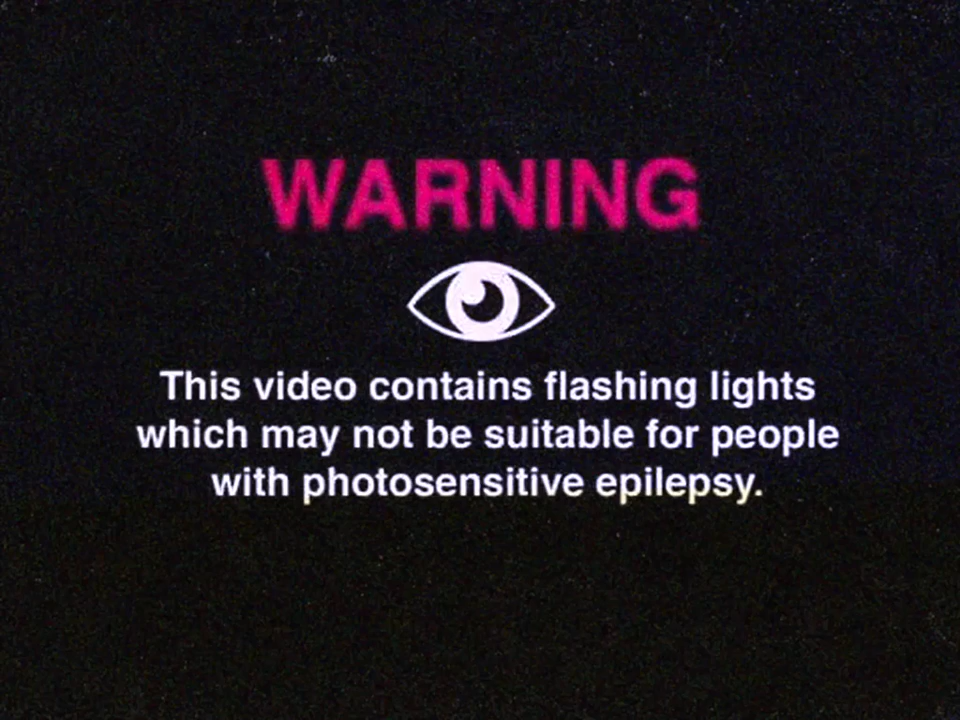 WARNING
This video contains flashing lights
which may not be suitable for people
with photosensitive epilepsy.